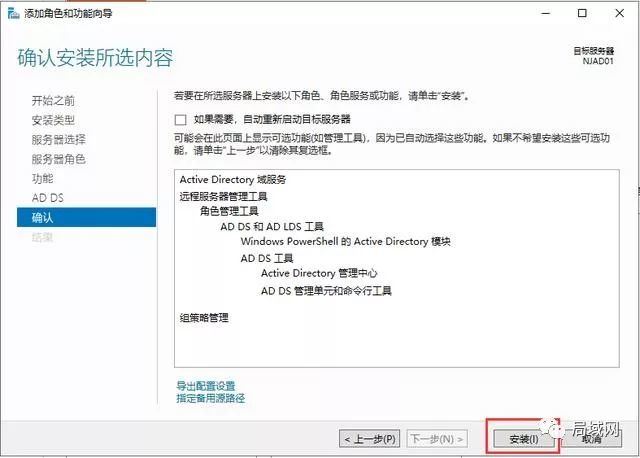 添加角色和功能向导
确认安装所选内容
目标服务器
NJAD01
开始之前
安装类型
服务器选择
服务器角色
功能
AD DS
确认
结果
若要在所选服务器上安装以下角色、角色服务或功能，请单击“安装”。
如果需要，自动重新启动目标服务器
可能会在此页面上显示可选功能(如管理工具)，因为已自动选择这些功能。如果不希望安装这些可选功
能，请单击“上一步”以清除其复选框。
Active Directory 域服务
远程服务器管理工具
角色管理工具
AD DS 和 AD LDS 工具
Windows PowerShell 的 Active Directory 模块
AD DS 工具
Active Directory 管理中心
AD DS 管理单元和命令行工具
组策略管理
导出配置设置
指定备用源路径
< 上一步(P) 下一步(N) > 安装(I) 取消
局域网